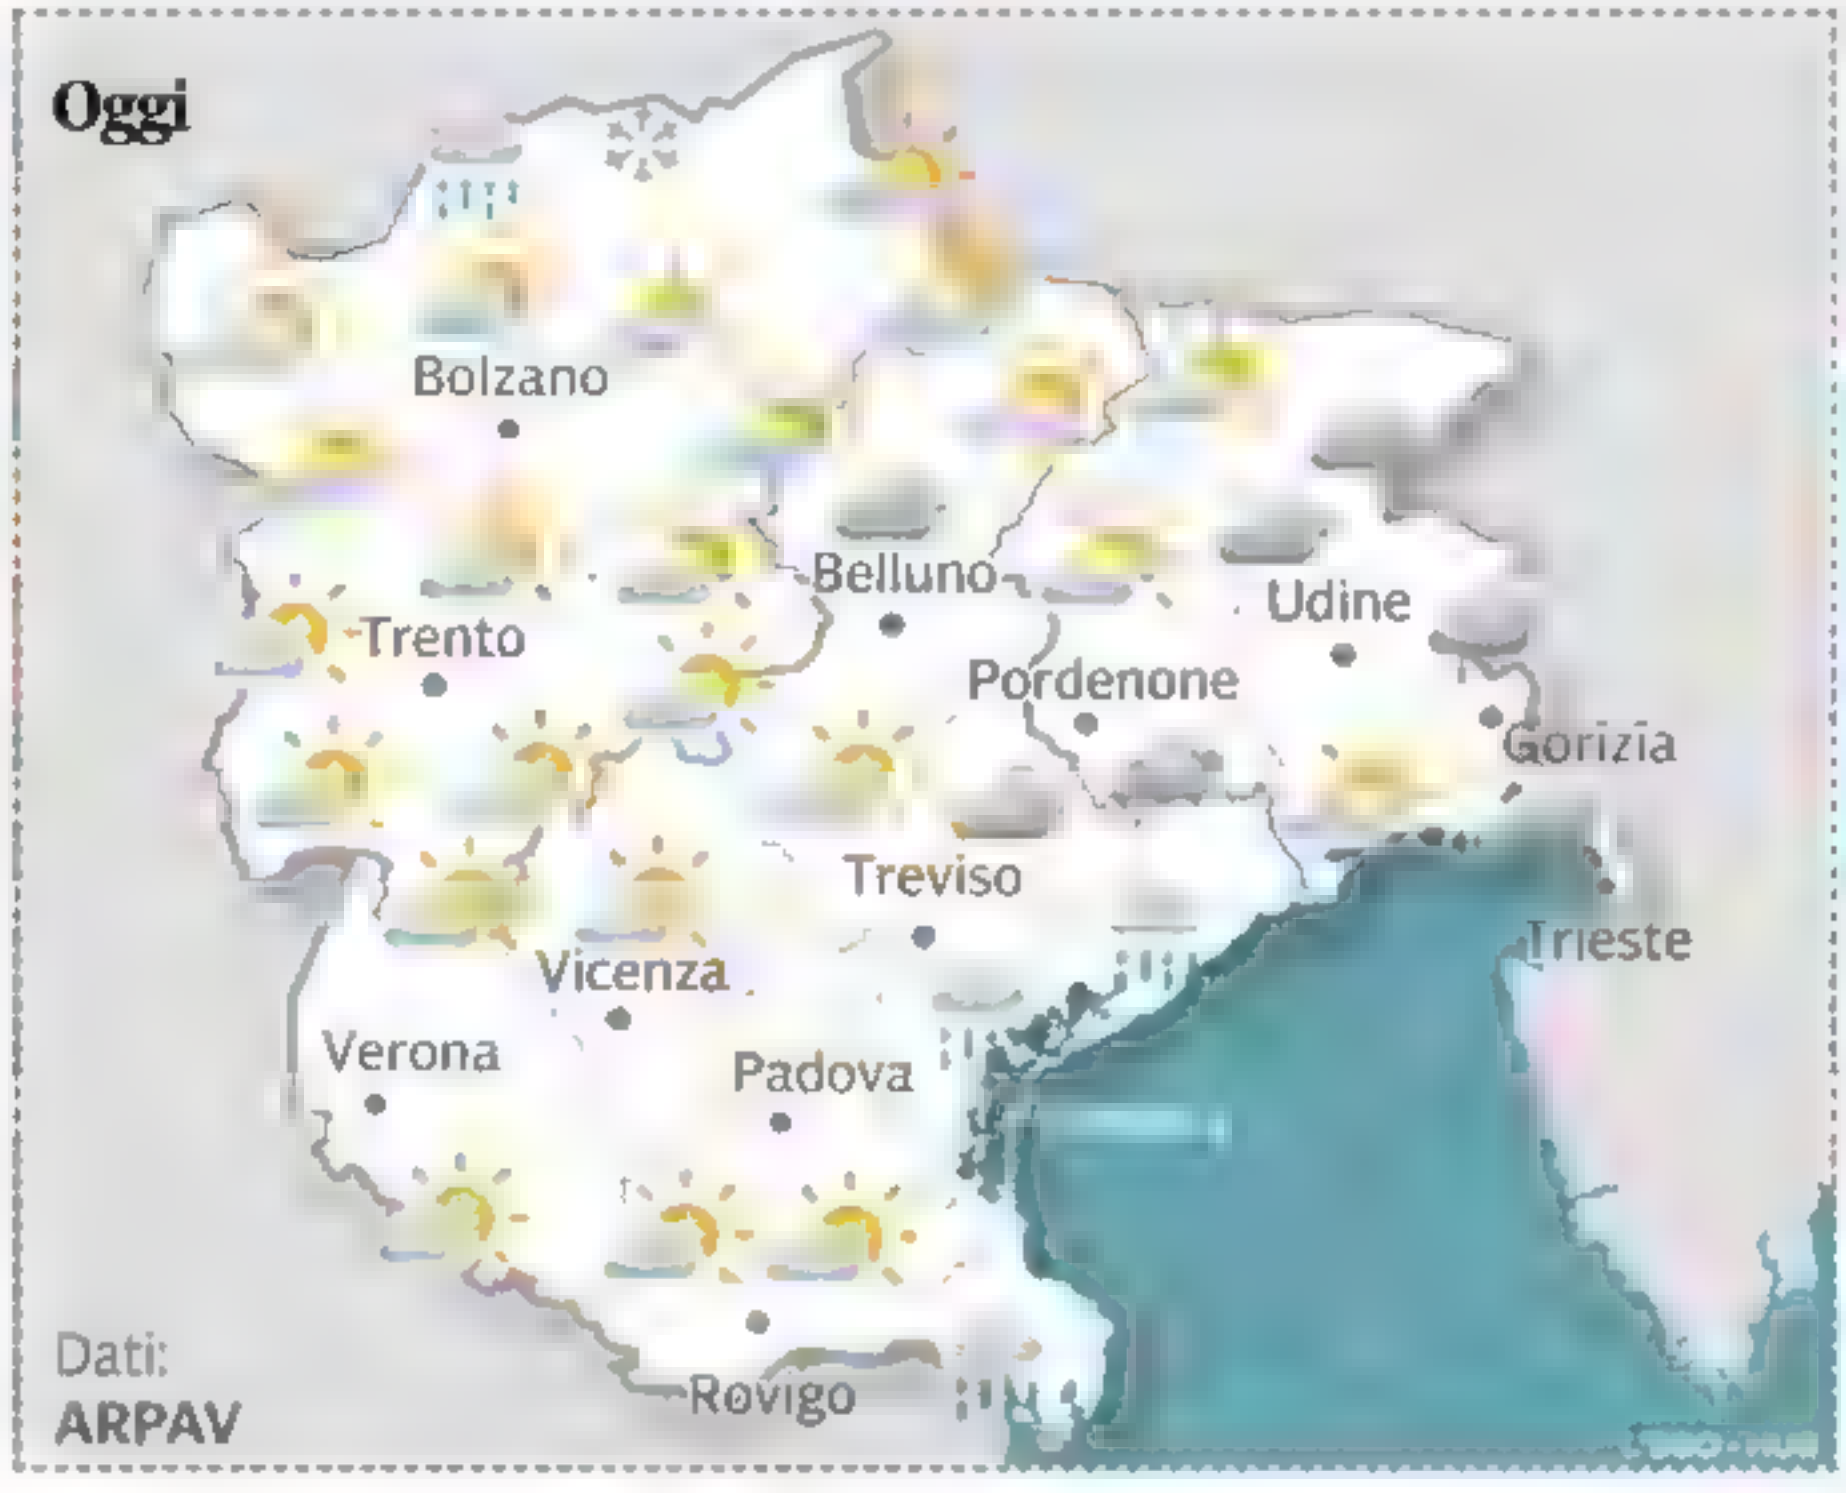 Oggi
Bolzano
Belluno
Udine
Trento
Pordenone
Gorizia
Treviso
Trieste
Vicenza
Verona
Padova
Dati:
ARPAV
Rovigo